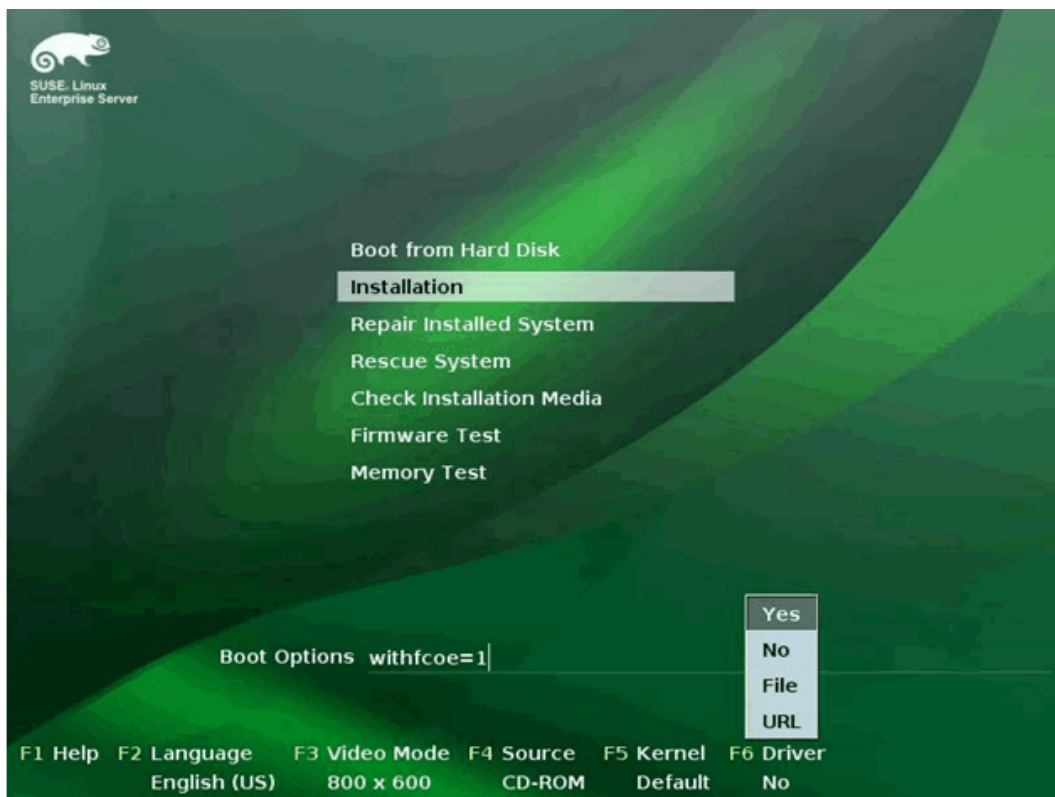 SUSE. Linux
Enterprise Server
Boot from Hard Disk
Installation
Repair Installed System
Rescue System
Check Installation Media
Firmware Test
Memory Test
Yes
No
File
URL
Boot Options withfcoe=1
F1 Help F2 Language F3 Video Mode F4 Source F5 Kernel F6 Driver
English (US) 800 x 600 CD-ROM Default No